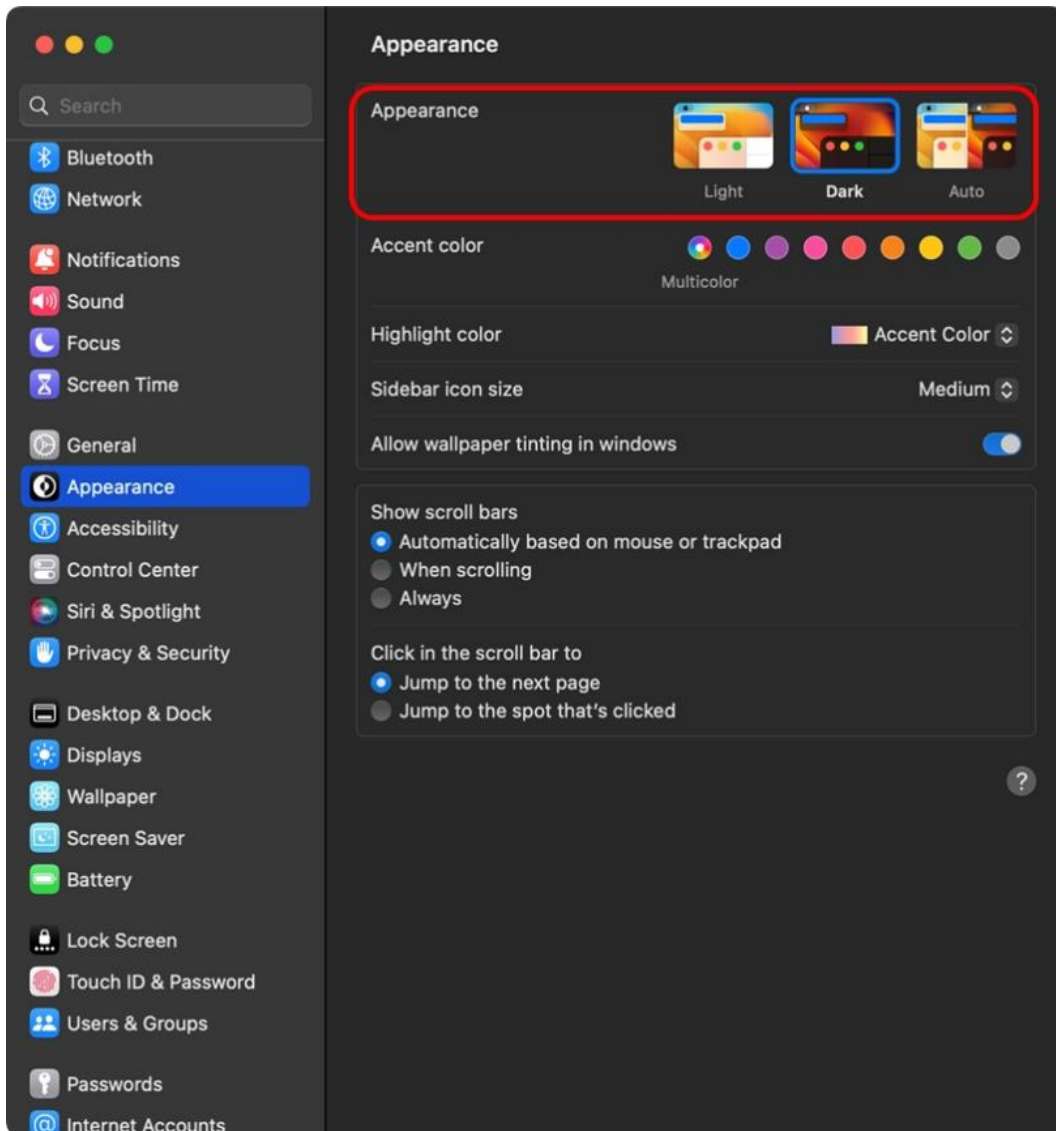 Search
Bluetooth
Network
Notifications
Sound
Focus
Screen Time
General
Appearance
Accessibility
Control Center
Siri & Spotlight
Privacy & Security
Desktop & Dock
Displays
Wallpaper
Screen Saver
Battery
Lock Screen
Touch ID & Password
Users & Groups
Passwords
Internet Accounts
Appearance
Appearance
Light Dark Auto
Accent color
Multicolor
Highlight color Accent Color
Sidebar icon size Medium
Allow wallpaper tinting in windows
Show scroll bars
Automatically based on mouse or trackpad
When scrolling
Always
Click in the scroll bar to
Jump to the next page
Jump to the spot that's clicked
?